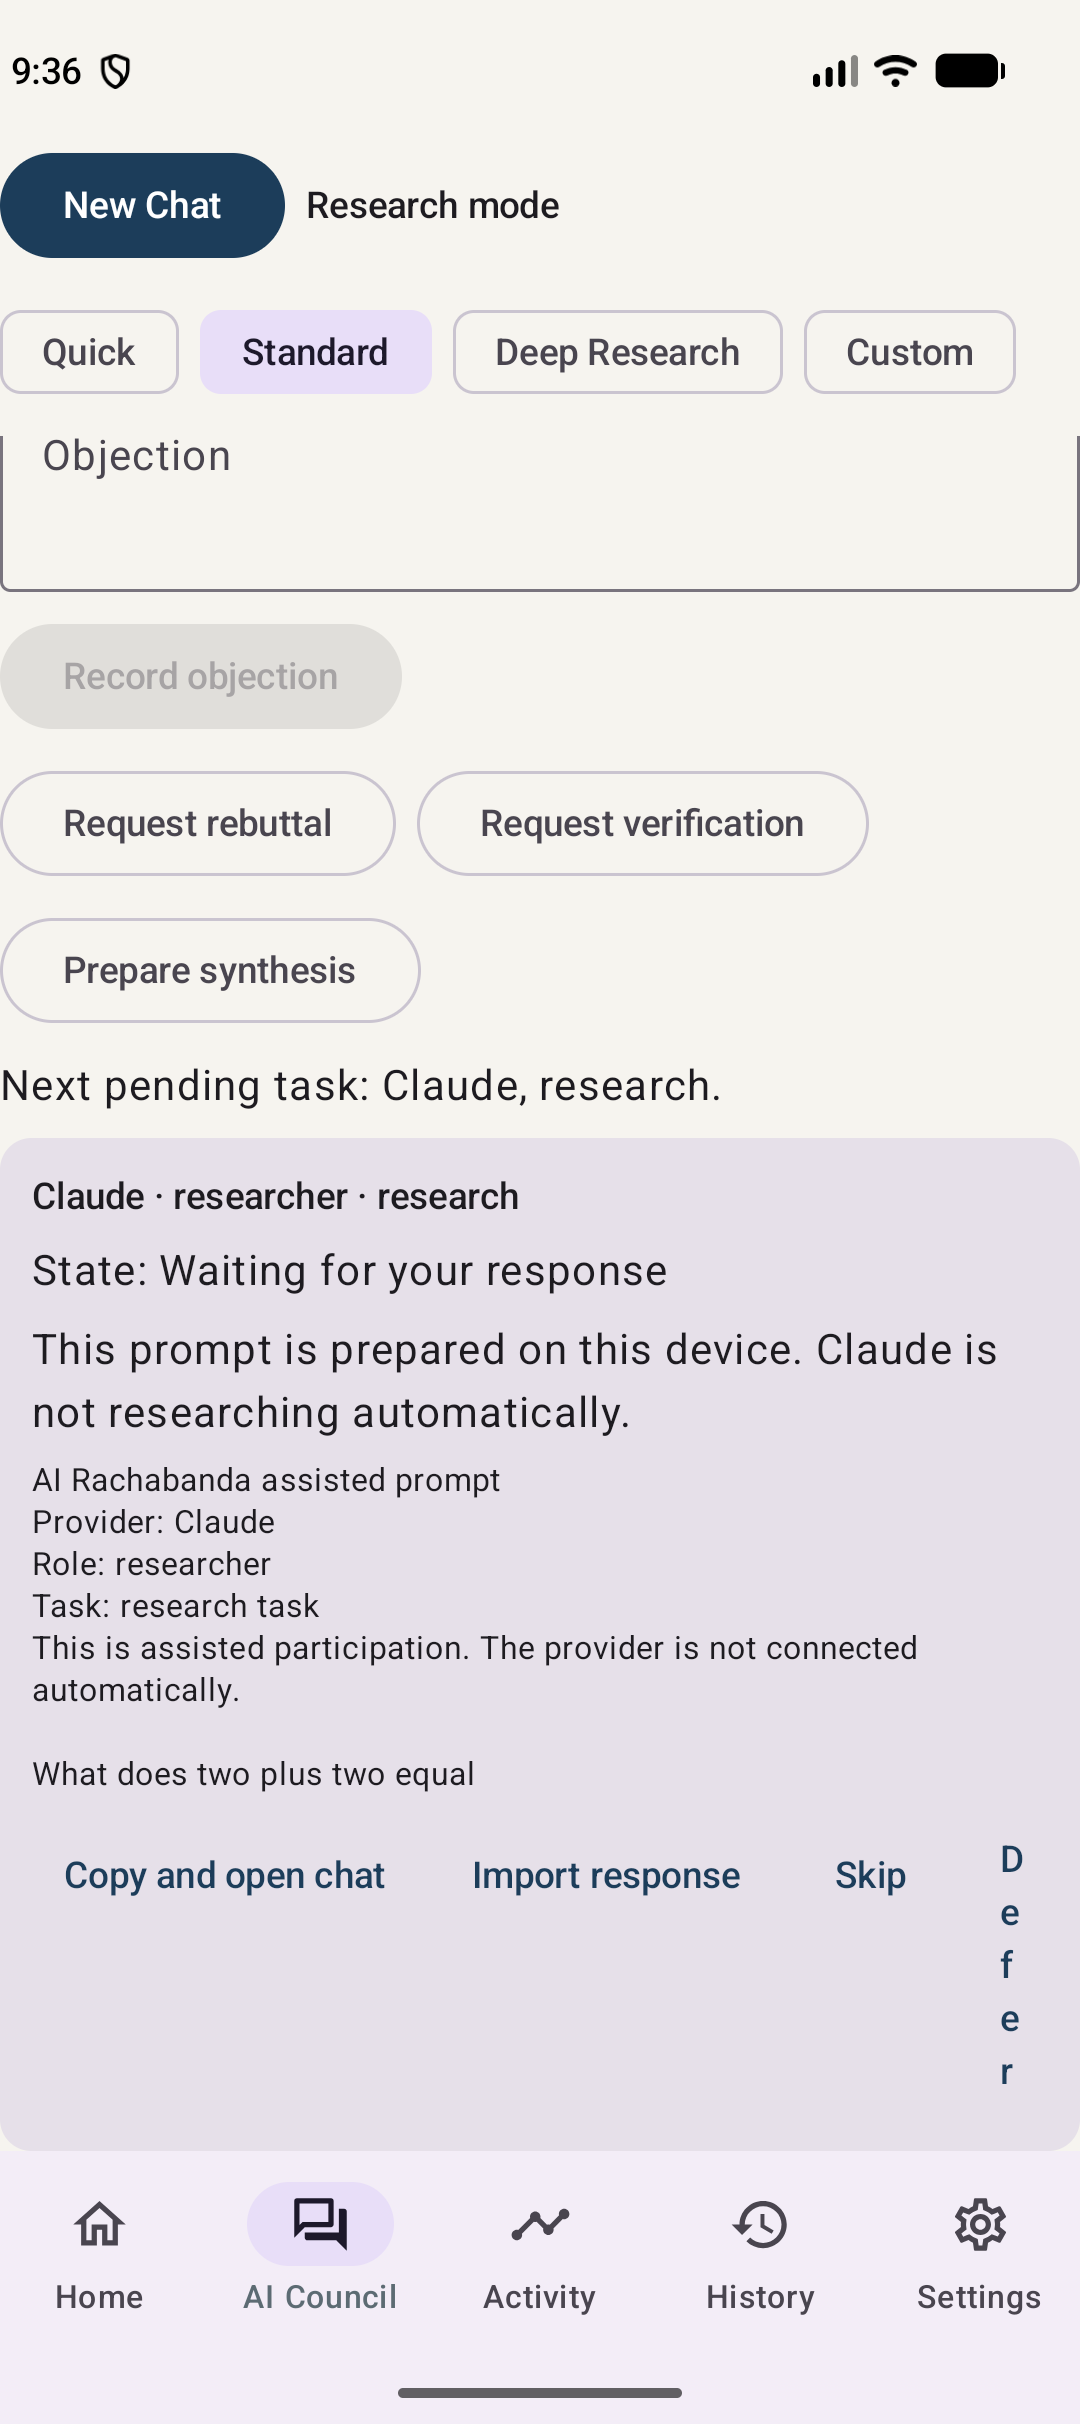 9:36
New Chat
Research mode
Quick
Standard
Deep Research
Custom
Objection
Record objection
Request rebuttal
Request verification
Prepare synthesis
Next pending task: Claude, research.
Claude · researcher · research
State: Waiting for your response
This prompt is prepared on this device. Claude is
not researching automatically.
AI Rachabanda assisted prompt
Provider: Claude
Role: researcher
Task: research task
This is assisted participation. The provider is not connected
automatically.
What does two plus two equal
Copy and open chat
Import response
Skip
Defer
Home
AI Council
Activity
History
Settings